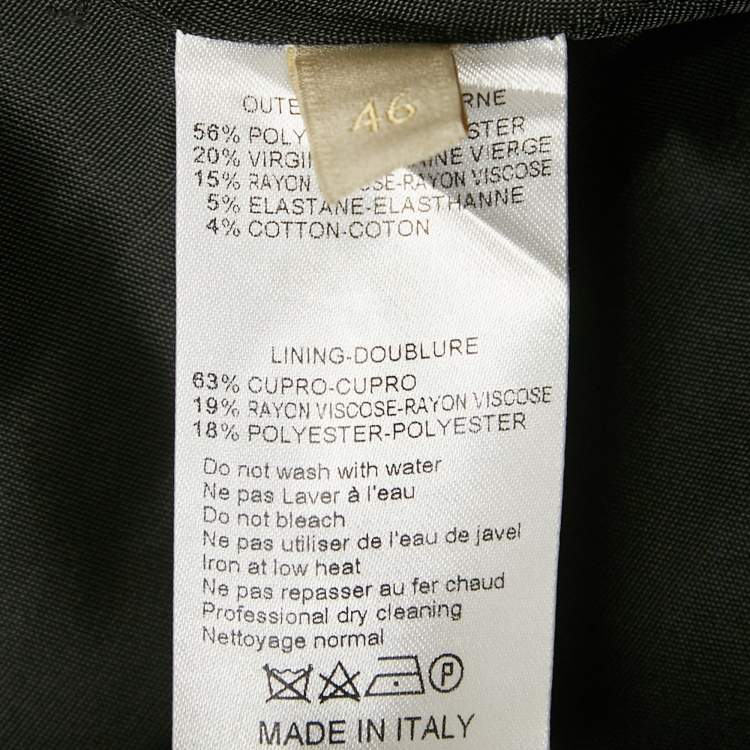 46
OUTE RNE
56% POLY STER
20% VIRGI INE VIERGE
15% RAYON SE-RAYON VISCOSE
5% ELASTANE-ELASTHANNE
4% COTTON-COTON
LINING-DOUBLURE
63% CUPRO-CUPRO
19% RAYON VISCOSE-RAYON VISCOSE
18% POLYESTER-POLYESTER
Do not wash with water
Ne pas Laver à l'eau
Do not bleach
Ne pas utiliser de l'eau de javel
Iron at low heat
Ne pas repasser au fer chaud
Professional dry cleaning
Nettoyage normal
P
MADE IN ITALY